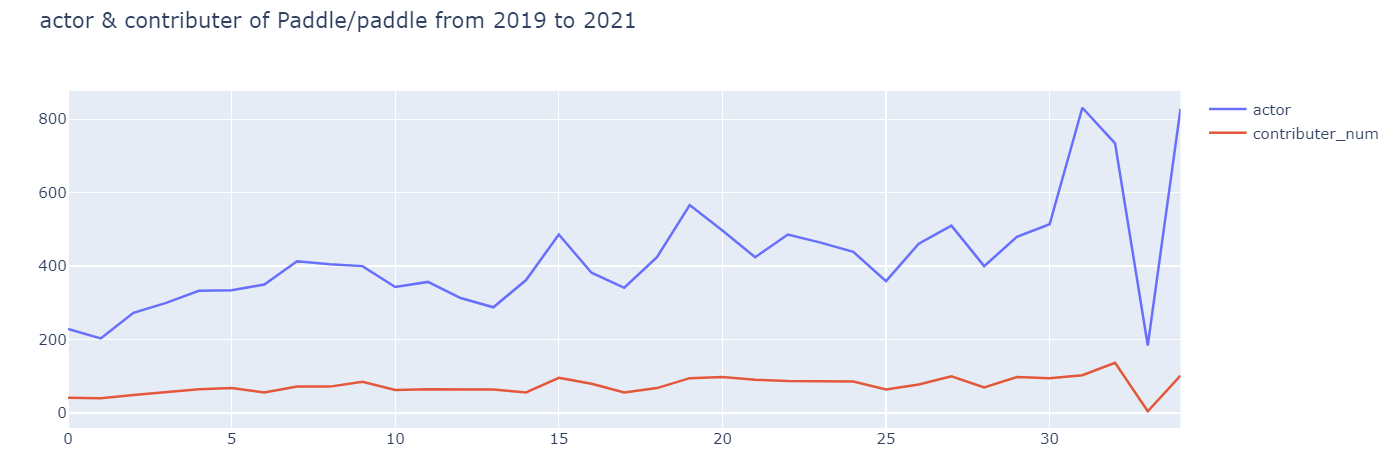 actor & contributer of Paddle/paddle from 2019 to 2021
actor
contributer_num
800
600
400
200
0
0 5 10 15 20 25 30